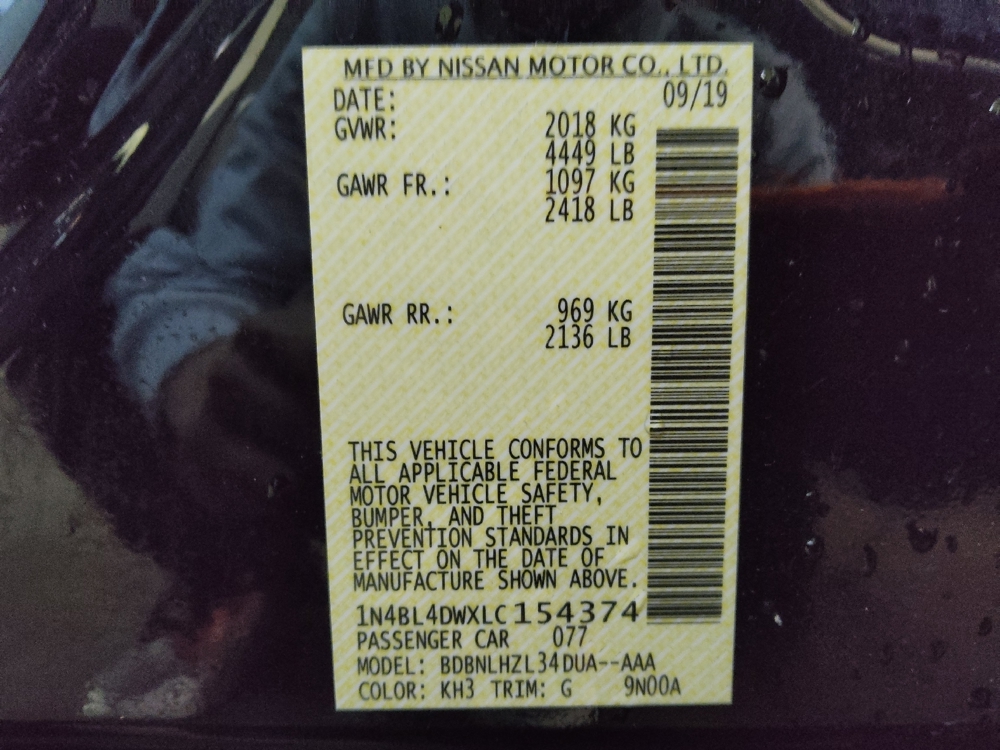 MFD BY NISSAN MOTOR CO., LTD.
DATE: 09/19
GVWR: 2018 KG
4449 LB
GAWR FR.: 1097 KG
2418 LB
GAWR RR.: 969 KG
2136 LB
THIS VEHICLE CONFORMS TO
ALL APPLICABLE FEDERAL
MOTOR VEHICLE SAFETY,
BUMPER, AND THEFT
PREVENTION STANDARDS IN
EFFECT ON THE DATE OF
MANUFACTURE SHOWN ABOVE.
1N4BL4DWXLC154374
PASSENGER CAR 077
MODEL: BDBNLHZL34DUA--AAA
COLOR: KH3 TRIM: G 9N00A